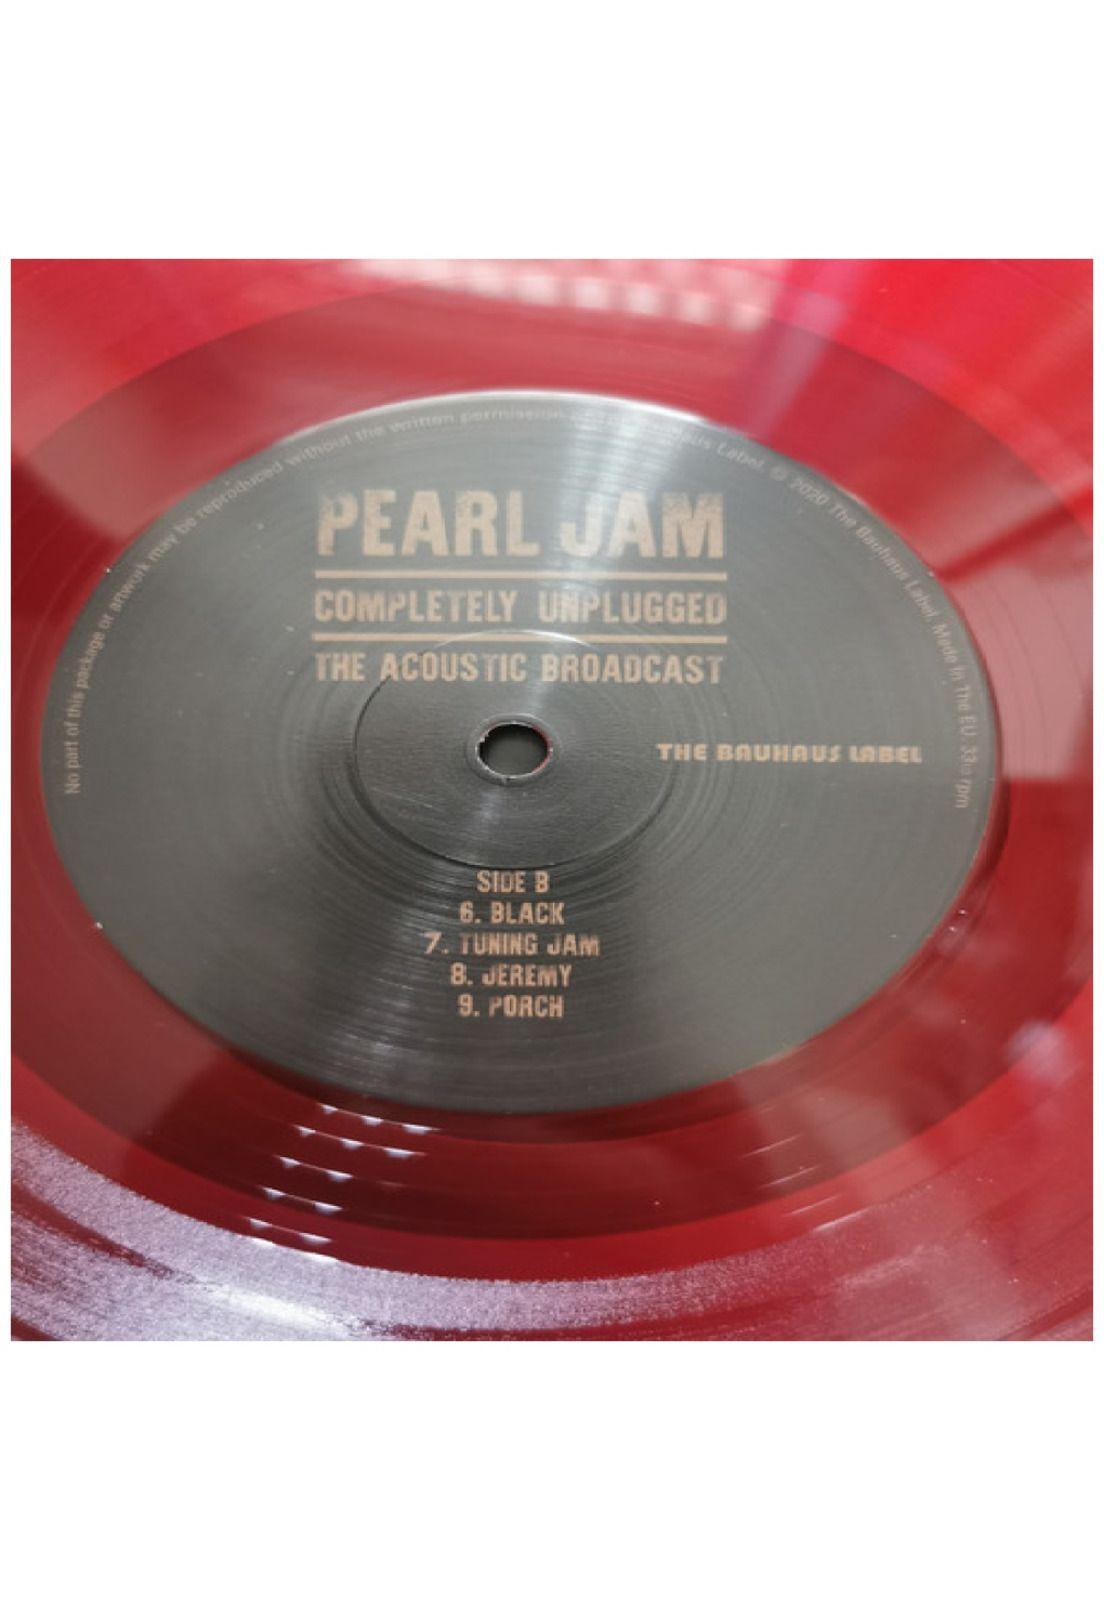 No part of this package or artwork may be reproduced without the written permission Bauhaus Label. © 2020 The Bauhaus Label. Made In The EU. 33 rpm
PEARL JAM
COMPLETELY UNPLUGGED
THE ACOUSTIC BROADCAST
THE BAUHAUS LABEL
SIDE B
6. BLACK
7. TUNING JAM
8. JEREMY
9. PORCH